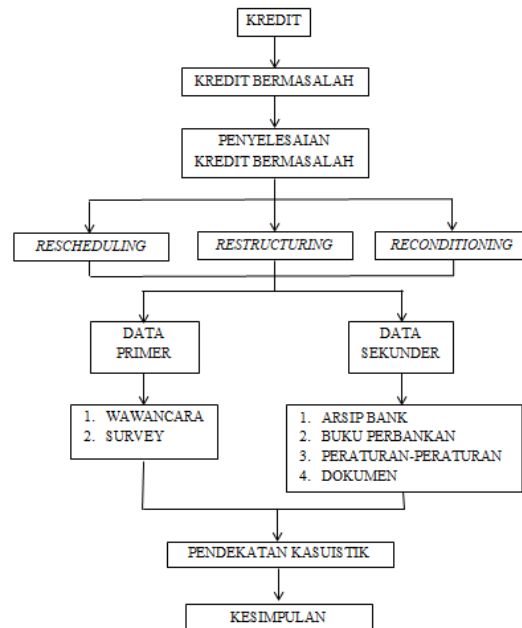 KREDIT
KREDIT BERMASALAH
PENYELESAIAN
KREDIT BERMASALAH
RESCHEDULING
RESTRUCTURING
RECONDITIONING
DATA
PRIMER
DATA
SEKUNDER
1. WAWANCARA
2. SURVEY
1. ARSIP BANK
2. BUKU PERBANKAN
3. PERATURAN-PERATURAN
4. DOKUMEN
PENDEKATAN KASUISTIK
KESIMPULAN